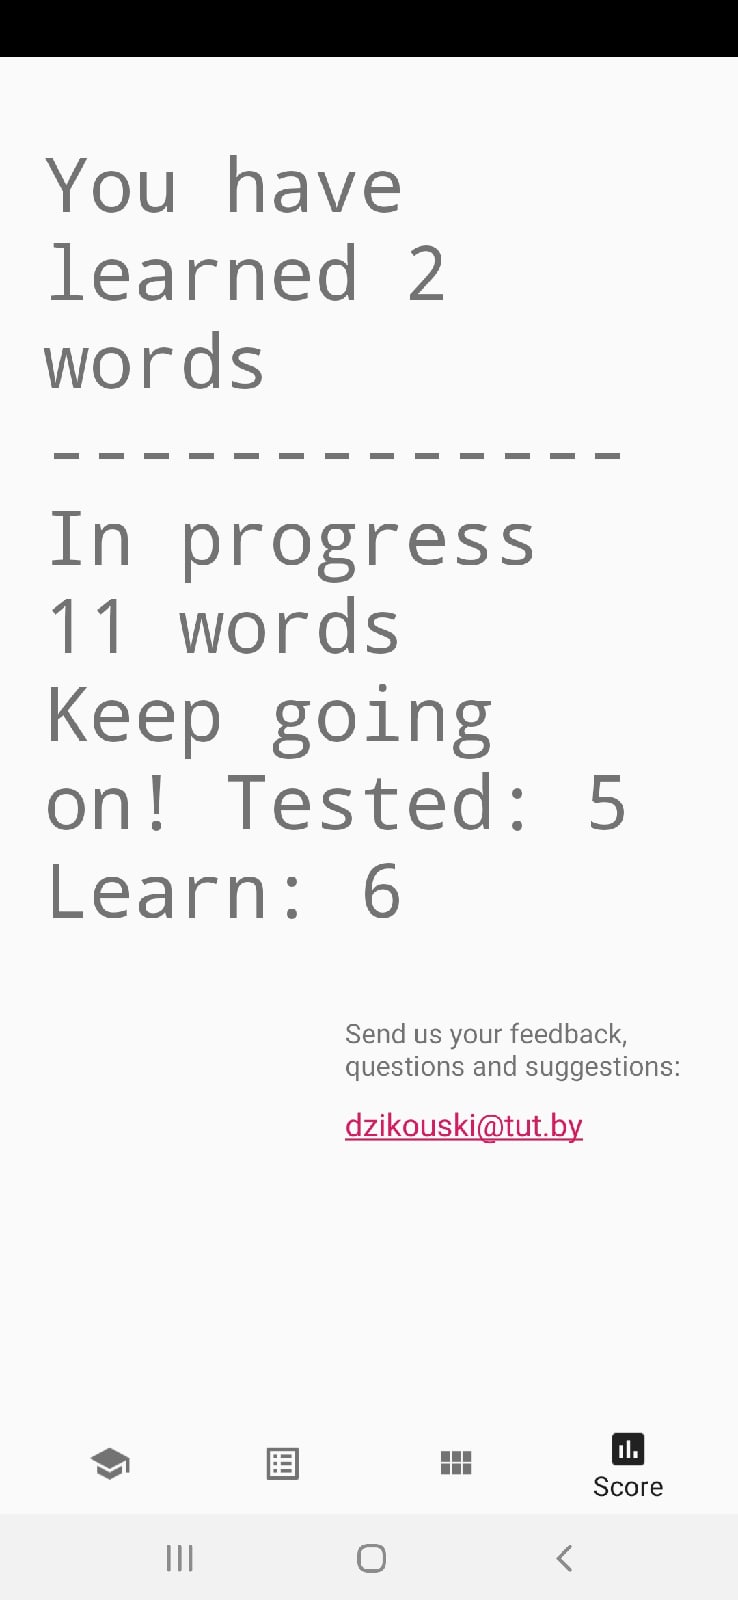 You have
learned 2
words
-------------
In progress
11 words
Keep going
on! Tested: 5
Learn: 6
Send us your feedback,
questions and suggestions:
dzikouski@tut.by
Score